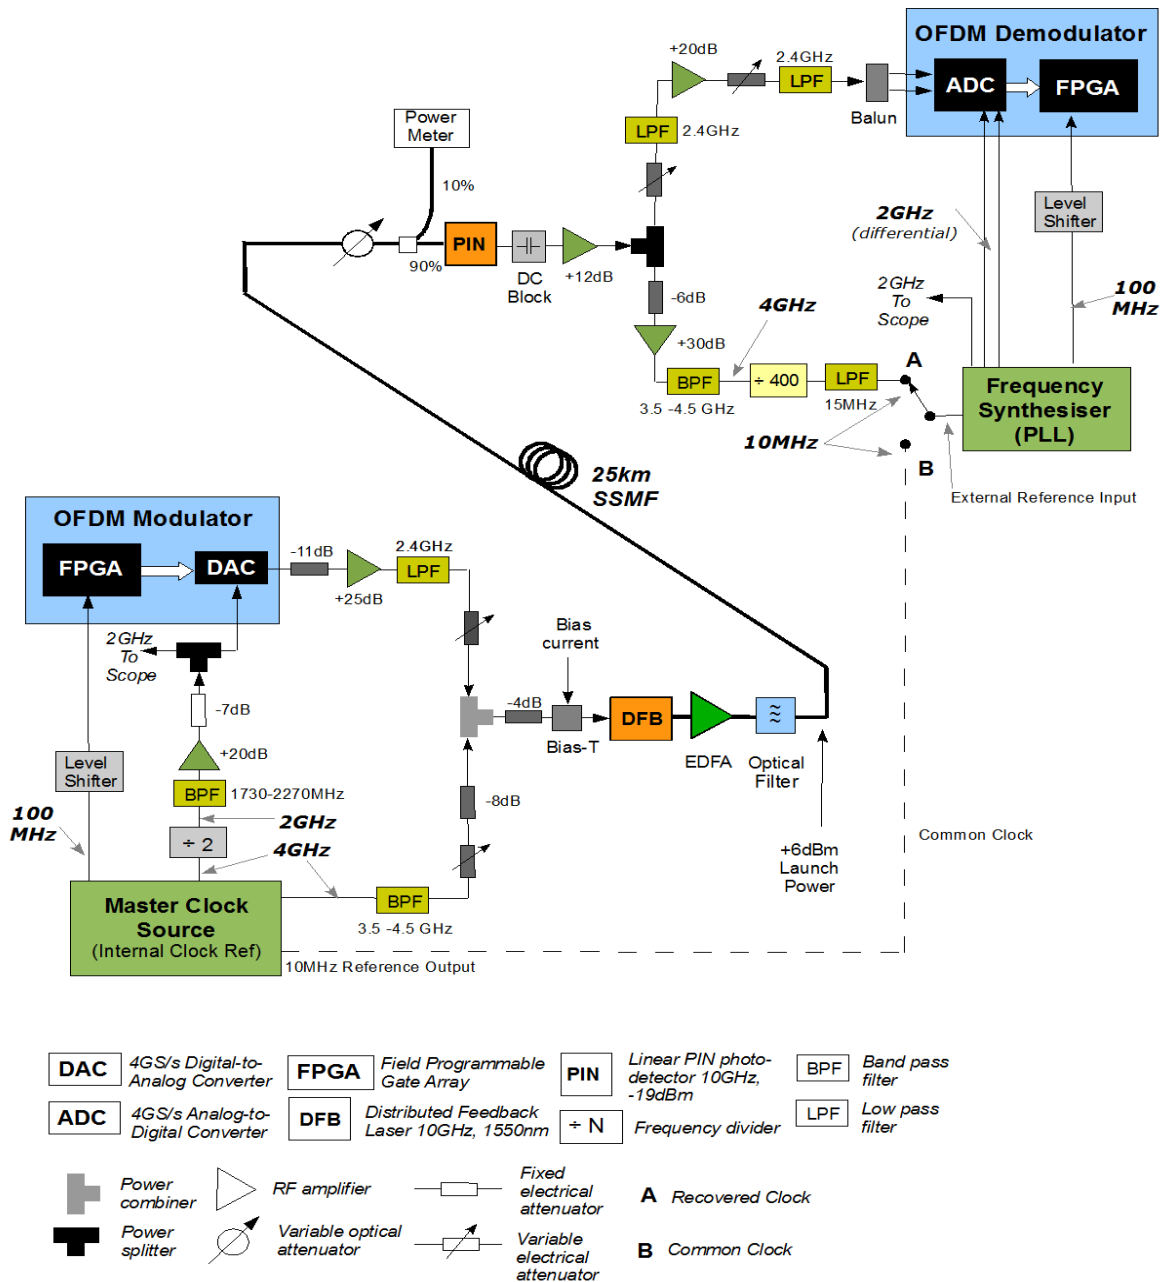 OFDM Demodulator
ADC
FPGA
+20dB
2.4GHz
LPF
Balun
Power
Meter
LPF
2.4GHz
10%
2GHz
(differential)
Level
Shifter
PIN
90%
DC
Block
+12dB
-6dB
2GHz
To
Scope
100
MHz
4GHz
+30dB
A
BPF
÷ 400
LPF
3.5 -4.5 GHz
15MHz
Frequency
Synthesiser
(PLL)
10MHz
B
25km
SSMF
External Reference Input
OFDM Modulator
FPGA
DAC
-11dB
2.4GHz
LPF
+25dB
2GHz
To
Scope
Bias
current
-7dB
-4dB
DFB
Bias-T
+20dB
EDFA
Optical
Filter
Level
Shifter
BPF
1730-2270MHz
-8dB
100
MHz
2GHz
÷ 2
4GHz
Common Clock
+6dBm
Launch
Power
Master Clock
Source
(Internal Clock Ref)
BPF
3.5 -4.5 GHz
10MHz Reference Output
DAC
4GS/s Digital-to-
Analog Converter
FPGA
Field Programmable
Gate Array
PIN
Linear PIN photo-
detector 10GHz,
-19dBm
BPF
Band pass
filter
ADC
4GS/s Analog-to-
Digital Converter
DFB
Distributed Feedback
Laser 10GHz, 1550nm
÷ N
Frequency divider
LPF
Low pass
filter
Power
combiner
RF amplifier
Fixed
electrical
attenuator
A
Recovered Clock
Power
splitter
Variable optical
attenuator
Variable
electrical
attenuator
B
Common Clock